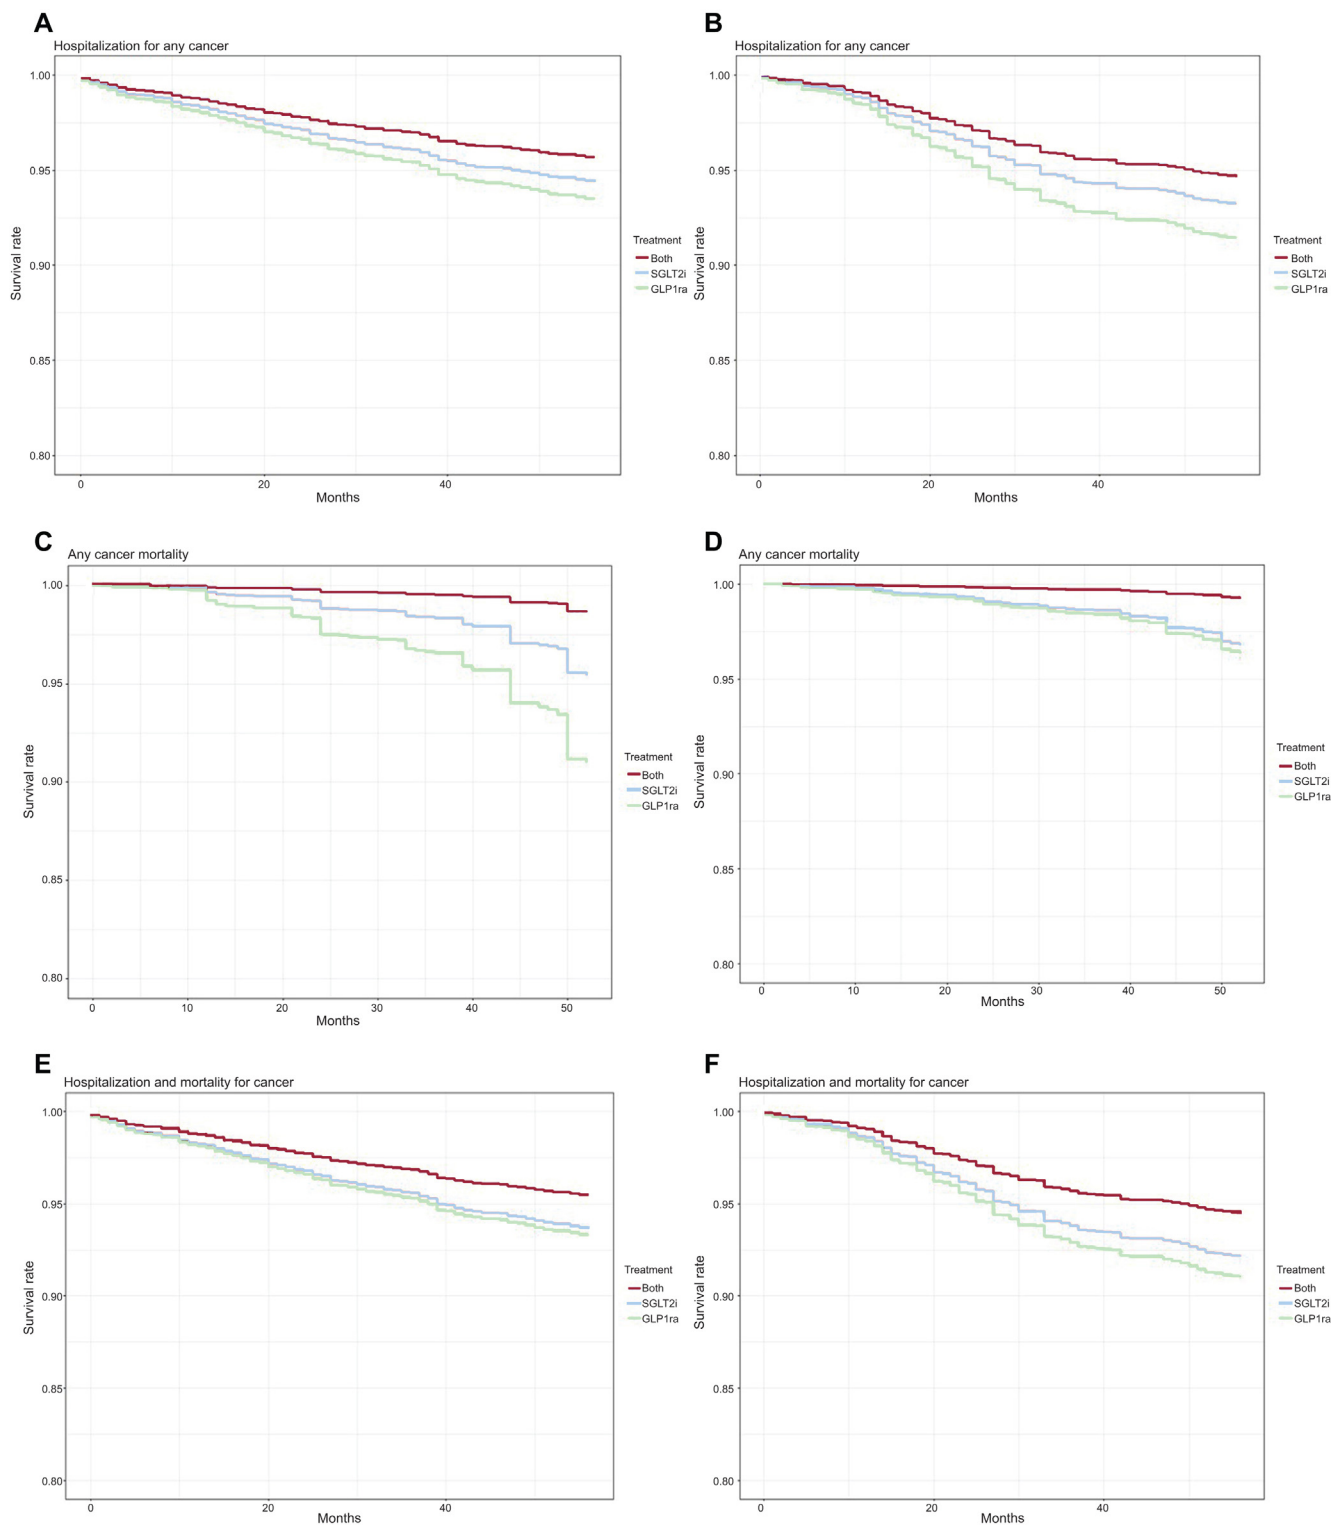 A
Hospitalization for any cancer
1.00
0.95
0.90
0.85
0.80
Survival rate
0
20
40
Months
Treatment
Both
SGLT2i
GLP1ra
B
Hospitalization for any cancer
1.00
0.95
0.90
0.85
0.80
Survival rate
0
20
40
Months
Treatment
Both
SGLT2i
GLP1ra
C
Any cancer mortality
1.00
0.95
0.90
0.85
0.80
Survival rate
0
10
20
30
40
50
Months
Treatment
Both
SGLT2i
GLP1ra
D
Any cancer mortality
1.00
0.95
0.90
0.85
0.80
Survival rate
0
10
20
30
40
50
Months
Treatment
Both
SGLT2i
GLP1ra
E
Hospitalization and mortality for cancer
1.00
0.95
0.90
0.85
0.80
Survival rate
0
20
40
Months
Treatment
Both
SGLT2i
GLP1ra
F
Hospitalization and mortality for cancer
1.00
0.95
0.90
0.85
0.80
Survival rate
0
20
40
Months
Treatment
Both
SGLT2i
GLP1ra